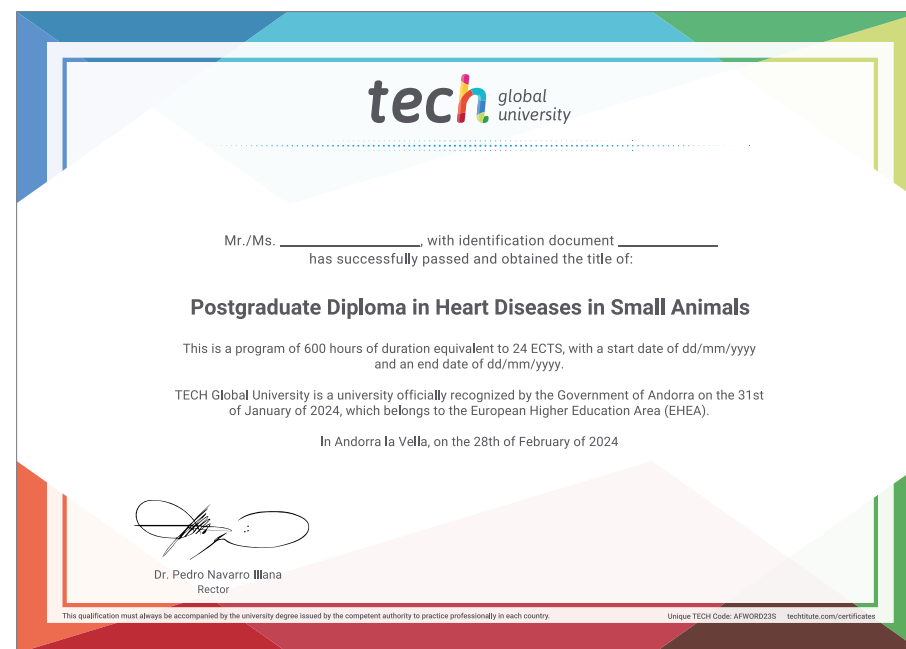 tech global university
Mr./Ms. ____________________, with identification document ______________
has successfully passed and obtained the title of:
Postgraduate Diploma in Heart Diseases in Small Animals
This is a program of 600 hours of duration equivalent to 24 ECTS, with a start date of dd/mm/yyyy
and an end date of dd/mm/yyyy.
TECH Global University is a university officially recognized by the Government of Andorra on the 31st
of January of 2024, which belongs to the European Higher Education Area (EHEA).
In Andorra la Vella, on the 28th of February of 2024
Dr. Pedro Navarro Illana
Rector
This qualification must always be accompanied by the university degree issued by the competent authority to practice professionally in each country.
Unique TECH Code: AFWORD23S techtitute.com/certificates